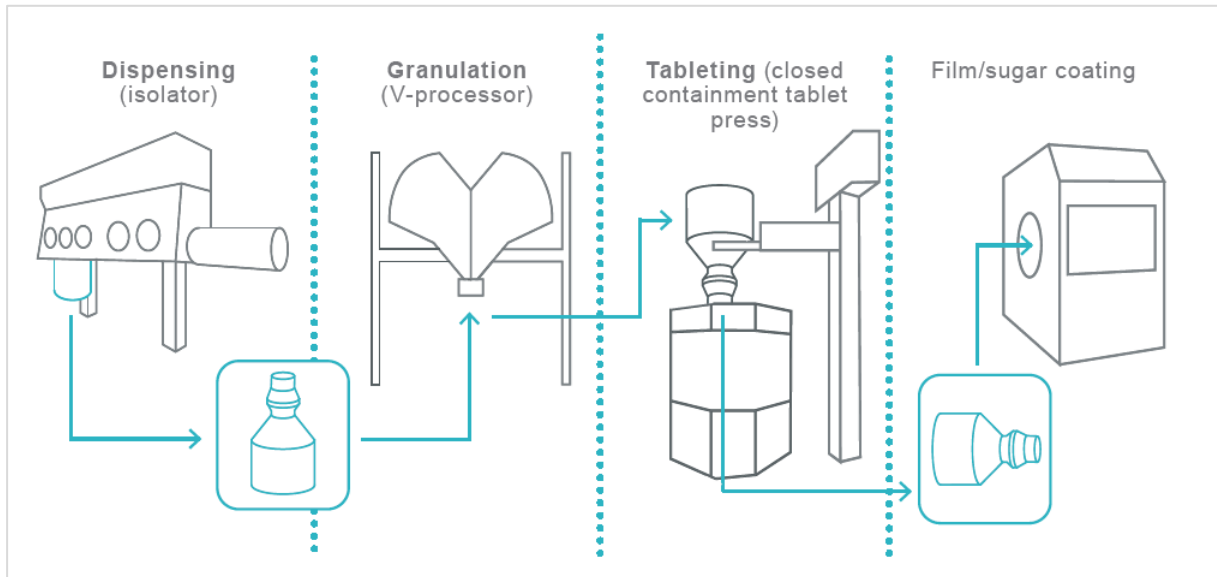 Dispensing
(isolator)
Granulation
(V-processor)
Tableting (closed
containment tablet
press)
Film/sugar coating